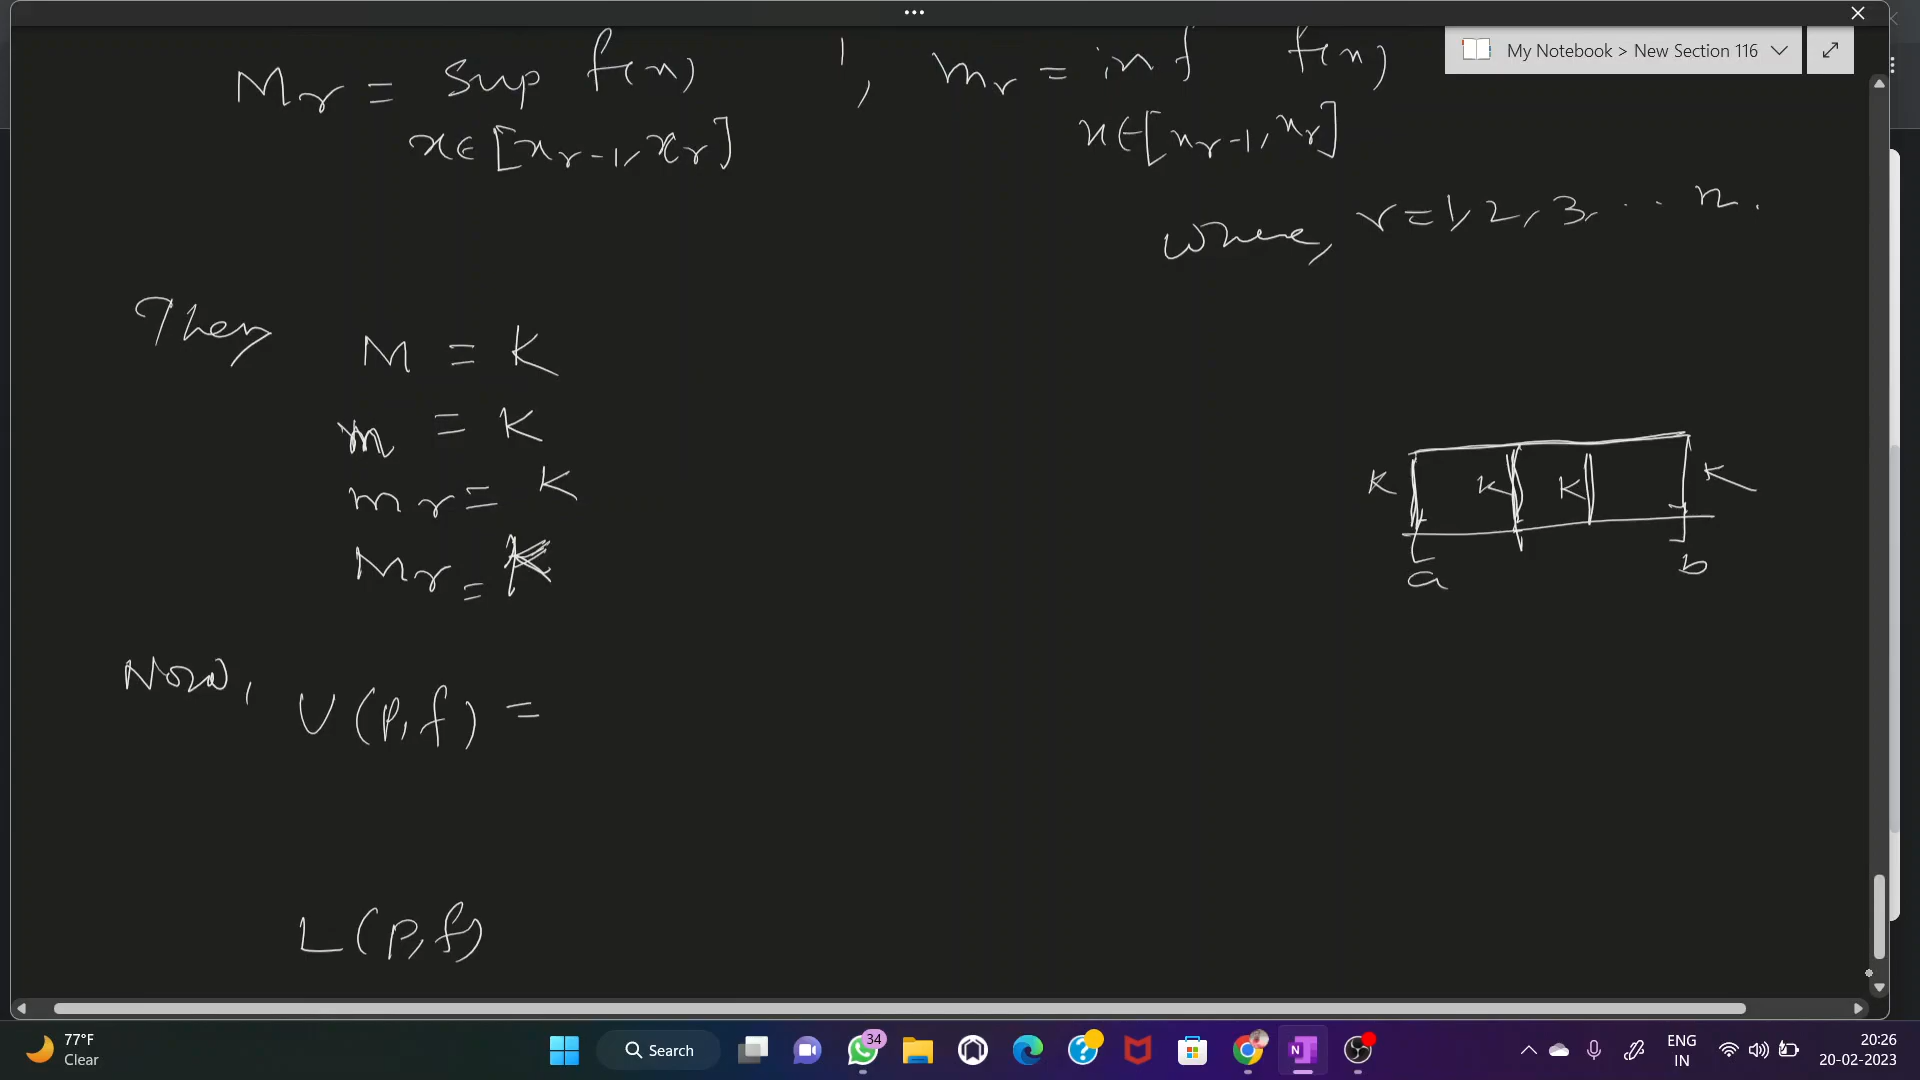 My Notebook > New Section 116
Mr = Sup f(x) , mr = inf f(x)
x∈[xr-1, xr] x∈[xr-1, xr]
where, r=1,2,3,... n.
Then
M = K
m = K
mr = K
Mr = K
K K K K
a b
Now,
U(P,f) =
L(P,f)
77°F
Clear
Search
34
ENG
IN
20:26
20-02-2023